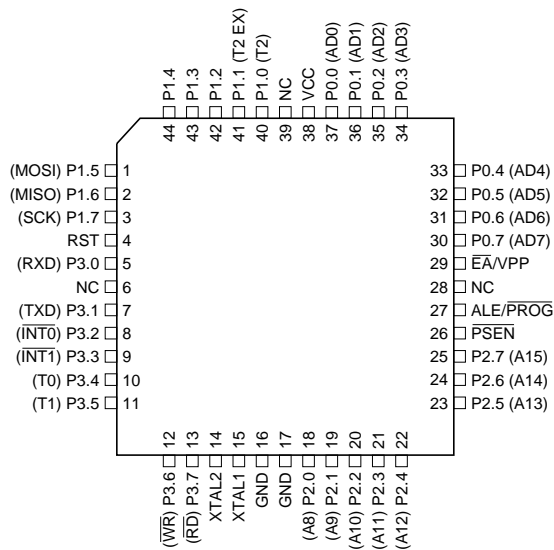 P1.4
P1.3
P1.2
P1.1 (T2 EX)
P1.0 (T2)
NC
VCC
P0.0 (AD0)
P0.1 (AD1)
P0.2 (AD2)
P0.3 (AD3)
44
43
42
41
40
39
38
37
36
35
34
(MOSI) P1.5 1
(MISO) P1.6 2
(SCK) P1.7 3
RST 4
(RXD) P3.0 5
NC 6
(TXD) P3.1 7
(INT0) P3.2 8
(INT1) P3.3 9
(T0) P3.4 10
(T1) P3.5 11
33 P0.4 (AD4)
32 P0.5 (AD5)
31 P0.6 (AD6)
30 P0.7 (AD7)
29 EA/VPP
28 NC
27 ALE/PROG
26 PSEN
25 P2.7 (A15)
24 P2.6 (A14)
23 P2.5 (A13)
12
13
14
15
16
17
18
19
20
21
22
(WR) P3.6
(RD) P3.7
XTAL2
XTAL1
GND
GND
(A8) P2.0
(A9) P2.1
(A10) P2.2
(A11) P2.3
(A12) P2.4